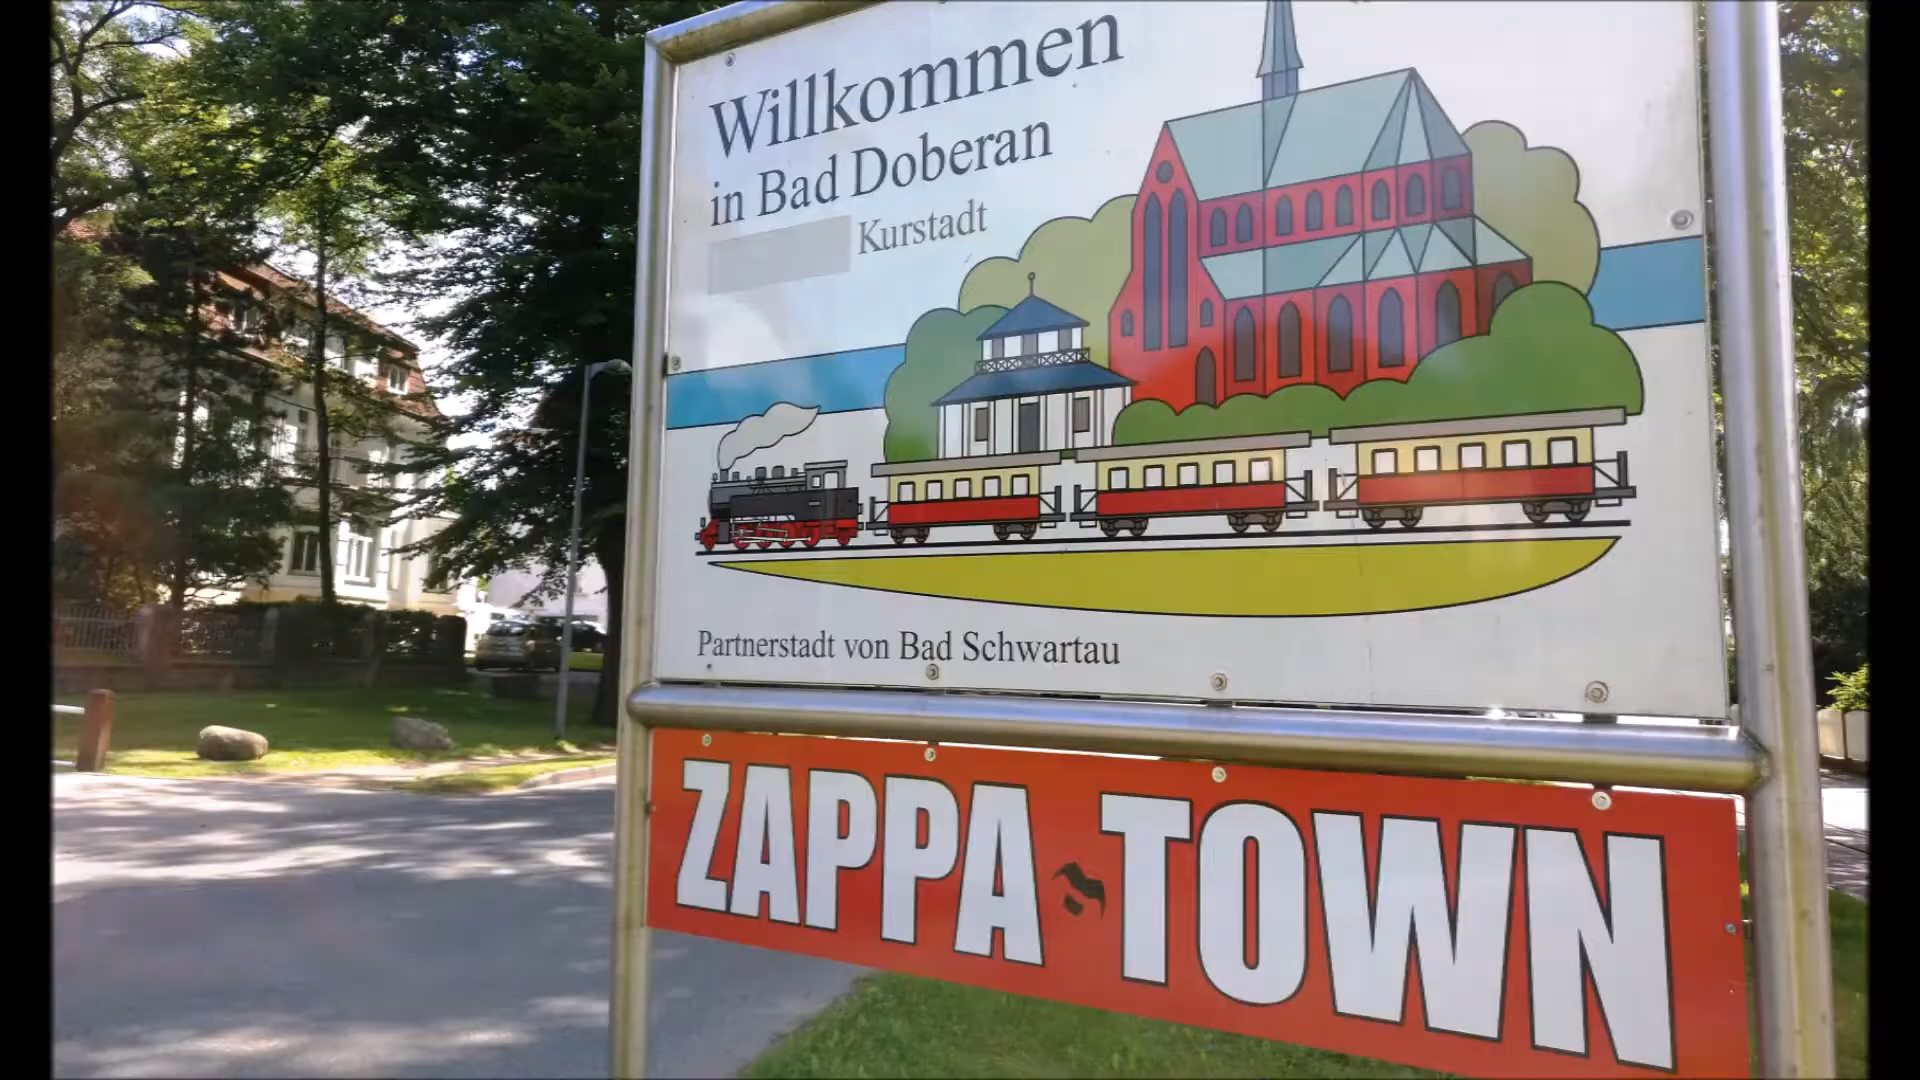 Willkommen
in Bad Doberan
Kurstadt
Partnerstadt von Bad Schwartau
ZAPPA TOWN